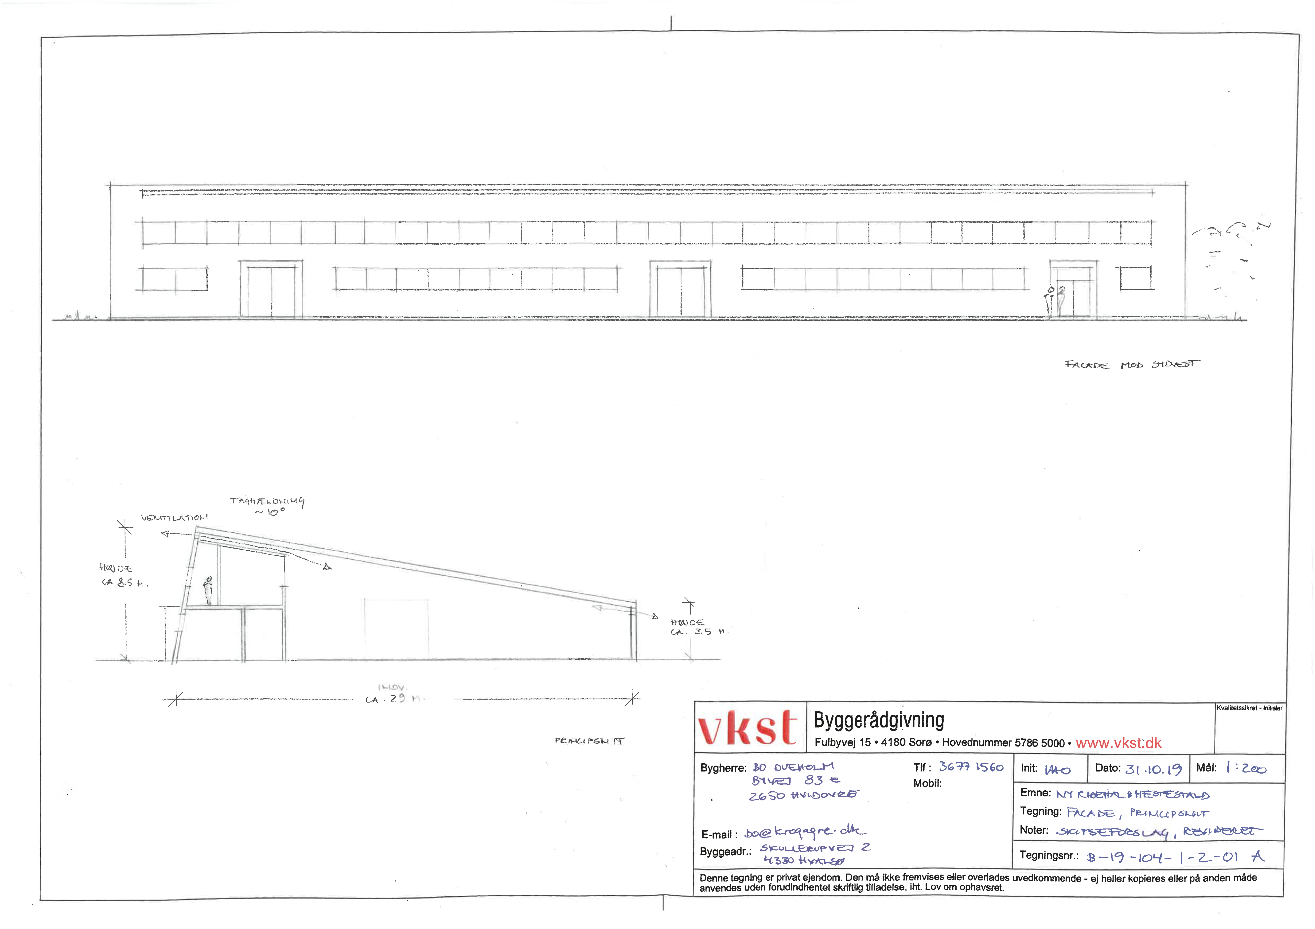 FACADE MOD SYDVEST
TAGHÆLDNING
~ 10°
VENTILATION
HØJDE
CA 8.5 M.
HØJDE
CA. 3.5 M.
INDV.
CA. 29 M.
PRINCIPSNIT
Kvalitetssikret - initialer
vkst
Byggerådgivning
Fulbyvej 15 • 4180 Sorø • Hovednummer 5786 5000 • www.vkst.dk
Bygherre: BO OVEHOLM
BYVEJ 83
2650 HVIDOVRE
Tlf : 3677 1560
Mobil:
E-mail : bo@krogagre.dk
Byggeadr.: SKULLERUPVEJ 2
4330 HVALSØ
Init:
Dato: 31.10.19
Mål: 1:200
Emne: NY RIDEHAL & HESTESTALD
Tegning: FACADE, PRINCIPSNIT
Noter: SKITSEFORSLAG, REVIDERET
Tegningsnr.: B-19-104-1-2-01 A
Denne tegning er privat ejendom. Den må ikke fremvises eller overlades uvedkommende - ej heller kopieres eller på anden måde
anvendes uden forudindhentet skriftlig tilladelse, iht. Lov om ophavsret.